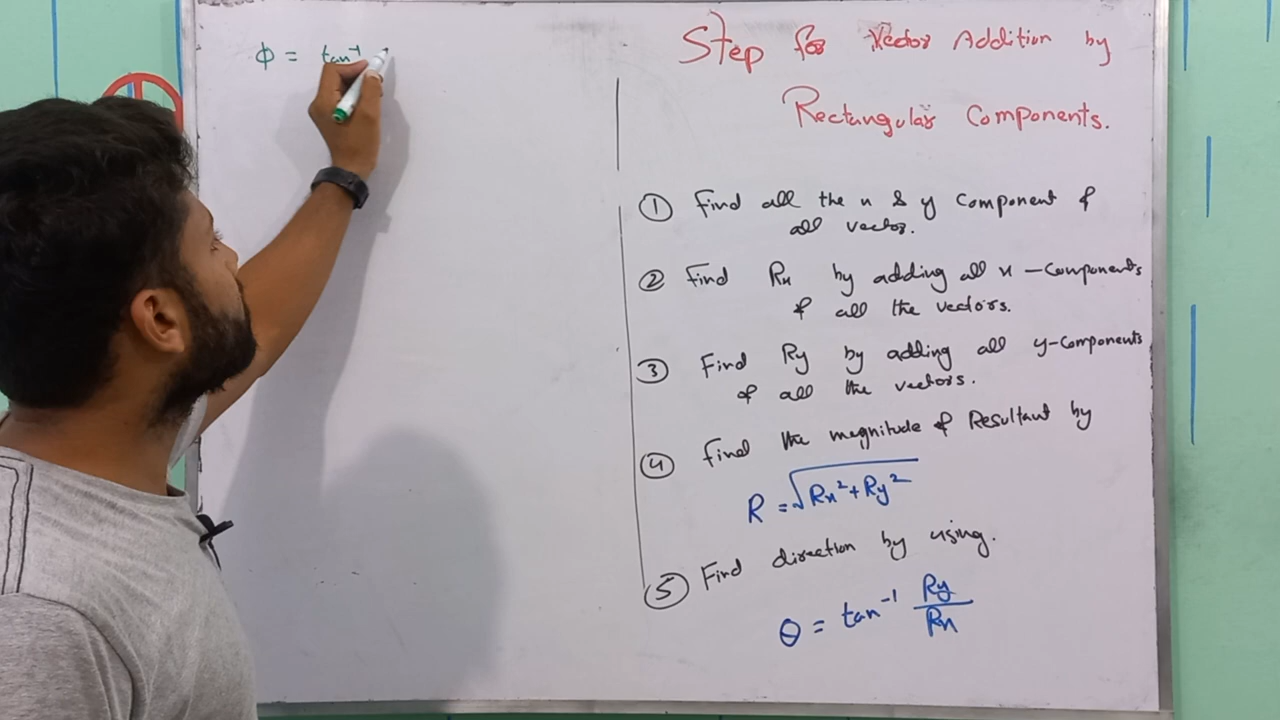 ϕ = tan⁻¹
Step for Vector Addition by
Rectangular Components.
① find all the x & y Component of
all vector.
② Find Rx by adding all x - Components
of all the vectors.
③ Find Ry by adding all y-Components
of all the vectors.
④ find the magnitude of Resultant by
R = √Rx² + Ry²
⑤ Find direction by using.
θ = tan⁻¹ Ry/Rx